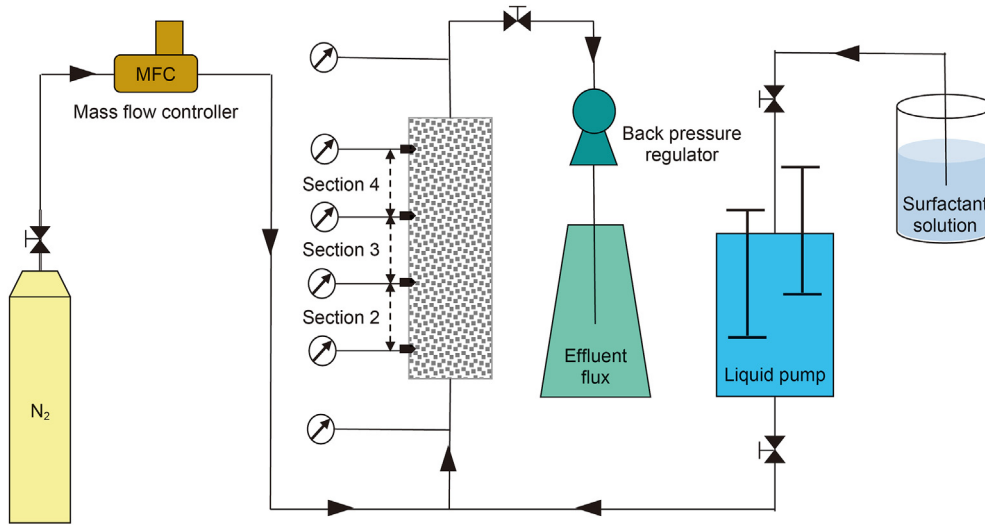 MFC
Mass flow controller
Back pressure
regulator
Section 4
Surfactant
solution
Section 3
Section 2
Effluent
flux
Liquid pump
N₂